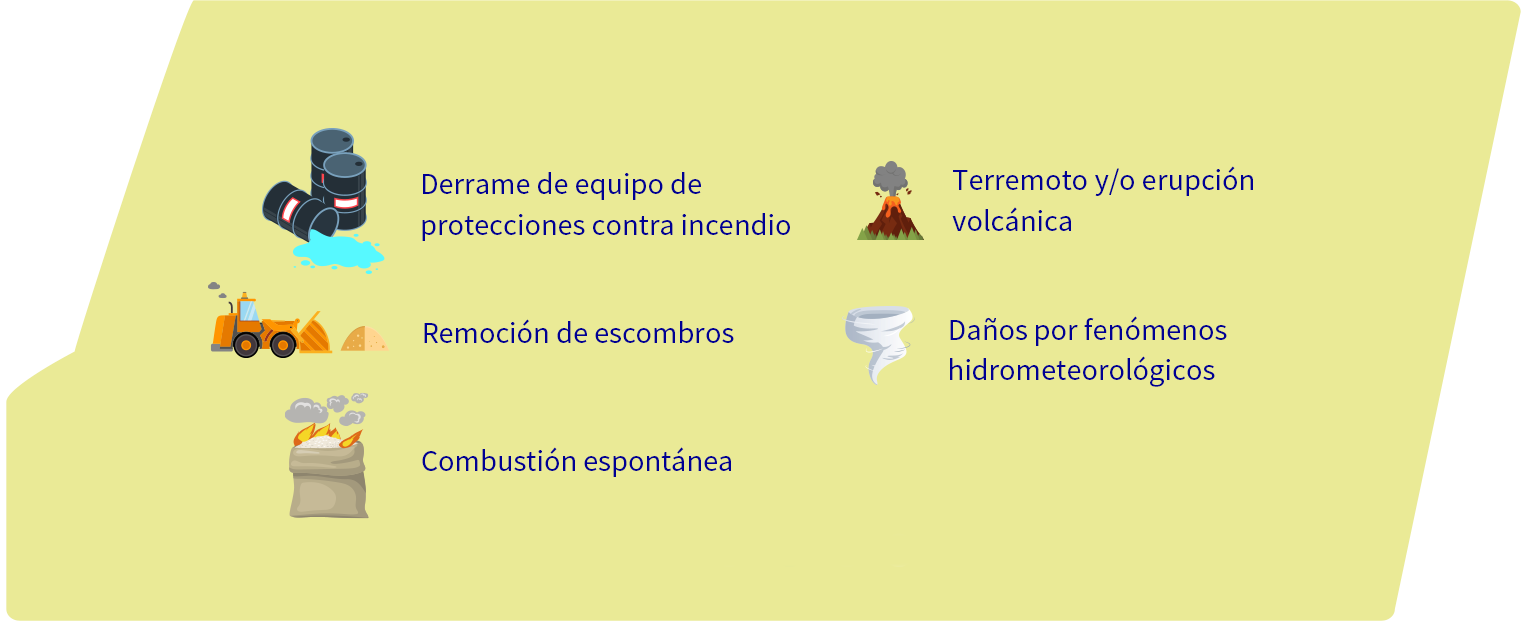 Derrame de equipo de
protecciones contra incendio
Remoción de escombros
Combustión espontánea
Terremoto y/o erupción
volcánica
Daños por fenómenos
hidrometeorológicos